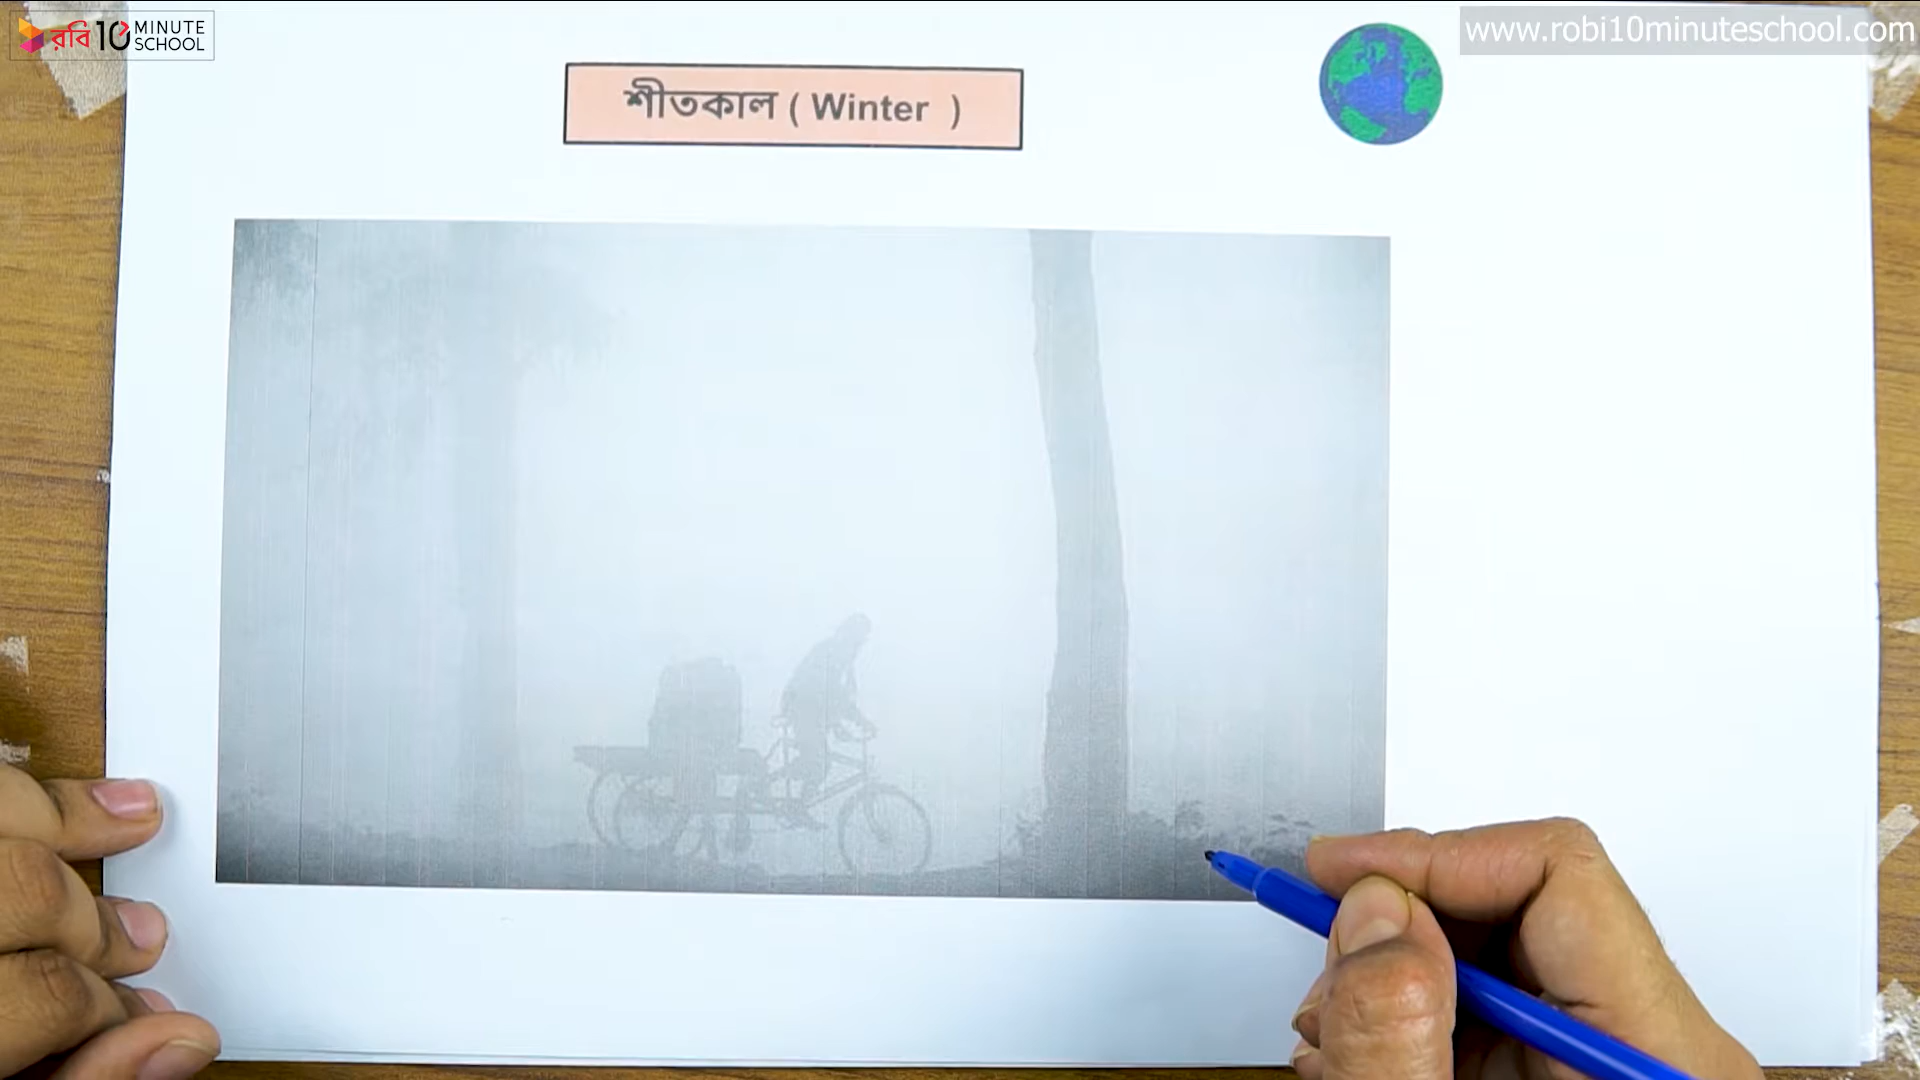 রবি 10 MINUTE SCHOOL
www.robi10minuteschool.com
শীতকাল ( Winter )